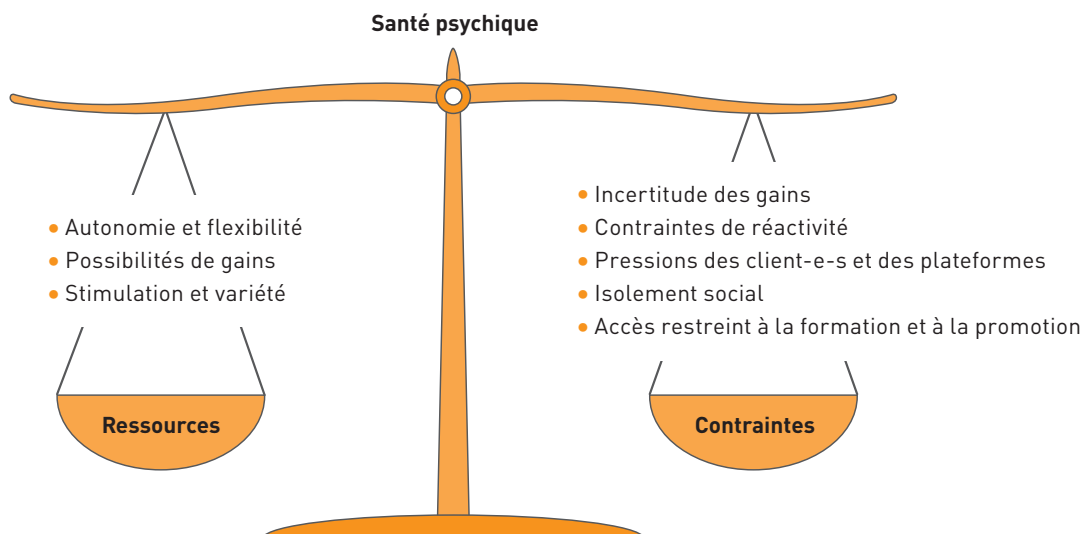 Santé psychique
• Autonomie et flexibilité
• Possibilités de gains
• Stimulation et variété
Ressources
• Incertitude des gains
• Contraintes de réactivité
• Pressions des client-e-s et des plateformes
• Isolement social
• Accès restreint à la formation et à la promotion
Contraintes